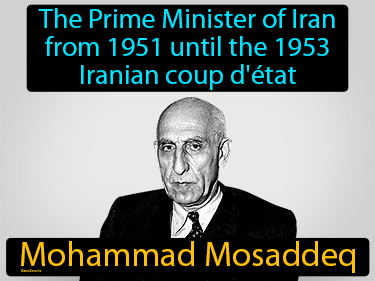 The Prime Minister of Iran
from 1951 until the 1953
Iranian coup d'état
Mohammad Mosaddeq